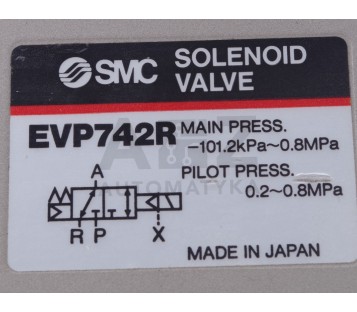 SMC SOLENOID
VALVE
EVP742R MAIN PRESS.
-101.2kPa~0.8MPa
PILOT PRESS.
0.2~0.8MPa
A
R P X
MADE IN JAPAN
AUTOMATYKA